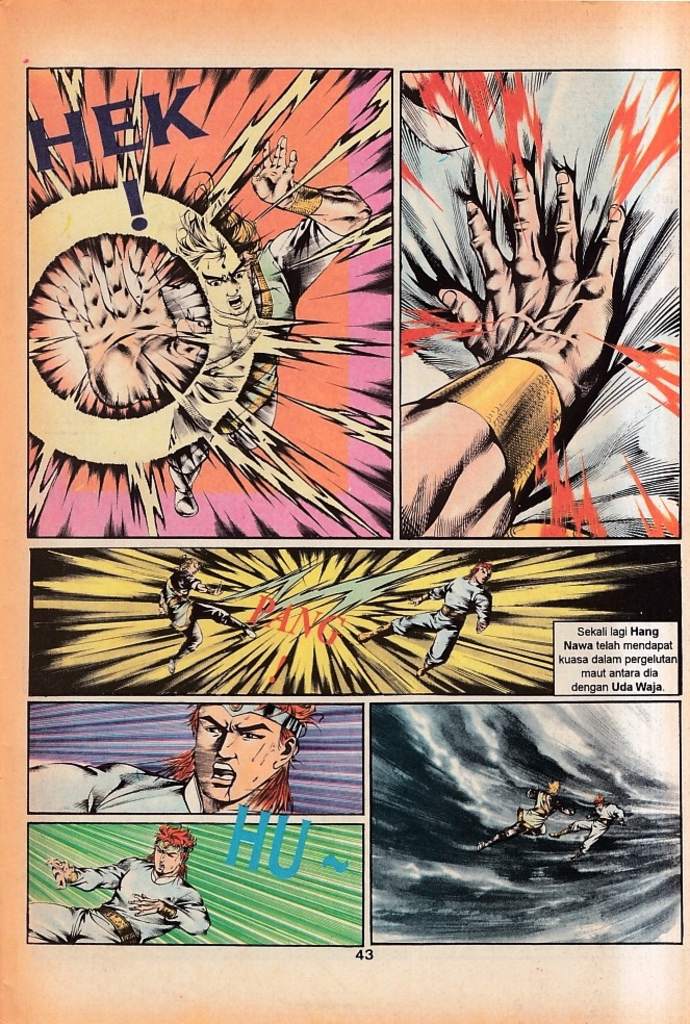 HEK
!
PANG
!
Sekali lagi Hang
Nawa telah mendapat
kuasa dalam pergelutan
maut antara dia
dengan Uda Waja.
HU ~
43